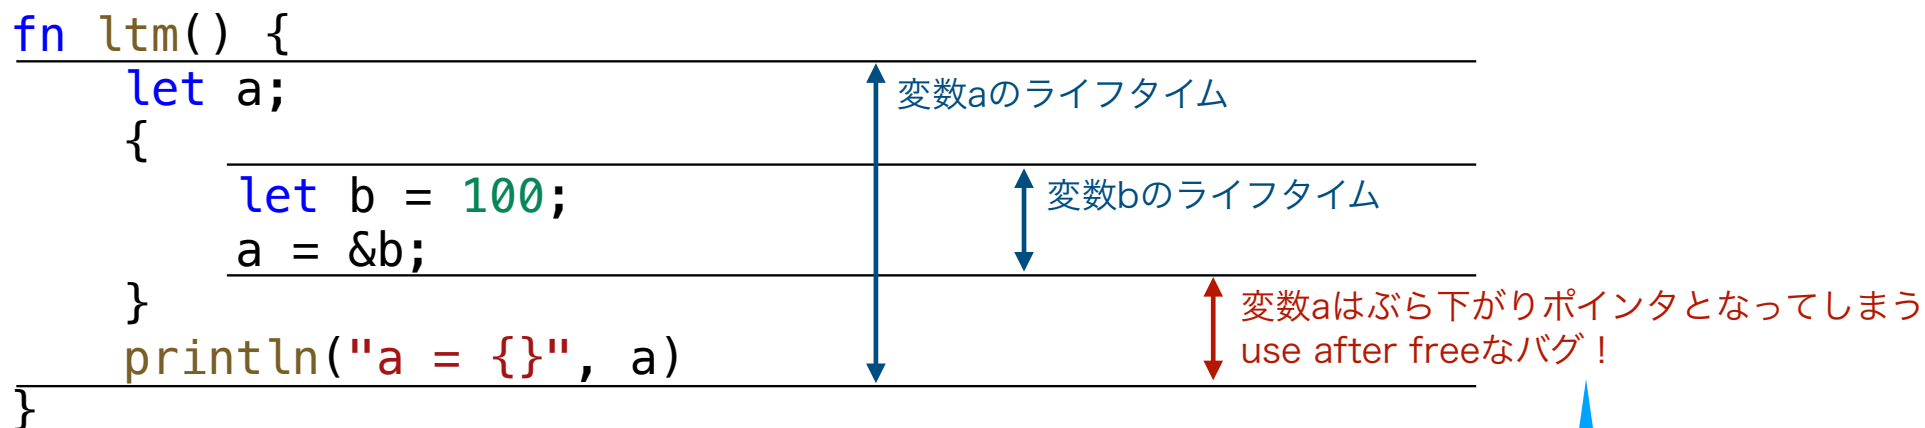 fn ltm() {
let a;
変数aのライフタイム
{
let b = 100;
変数bのライフタイム
a = &b;
}
変数aはぶら下がりポインタとなってしまう
use after freeなバグ！
println("a = {}", a)
}